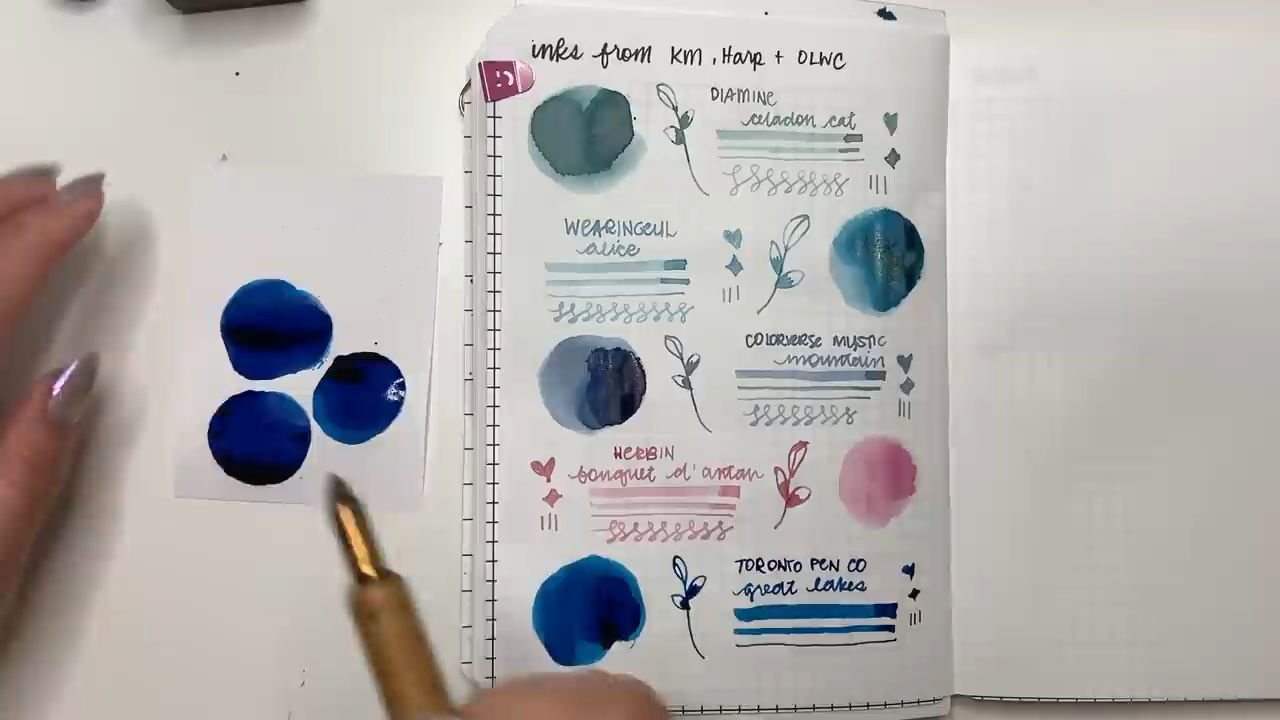 inks from KM, Harp + OLWC
DIAMINE
celadon cat
WEARINGEUL
alice
COLORVERSE MYSTIC
mountain
HERBIN
bouquet d'antan
TORONTO PEN CO
great lakes